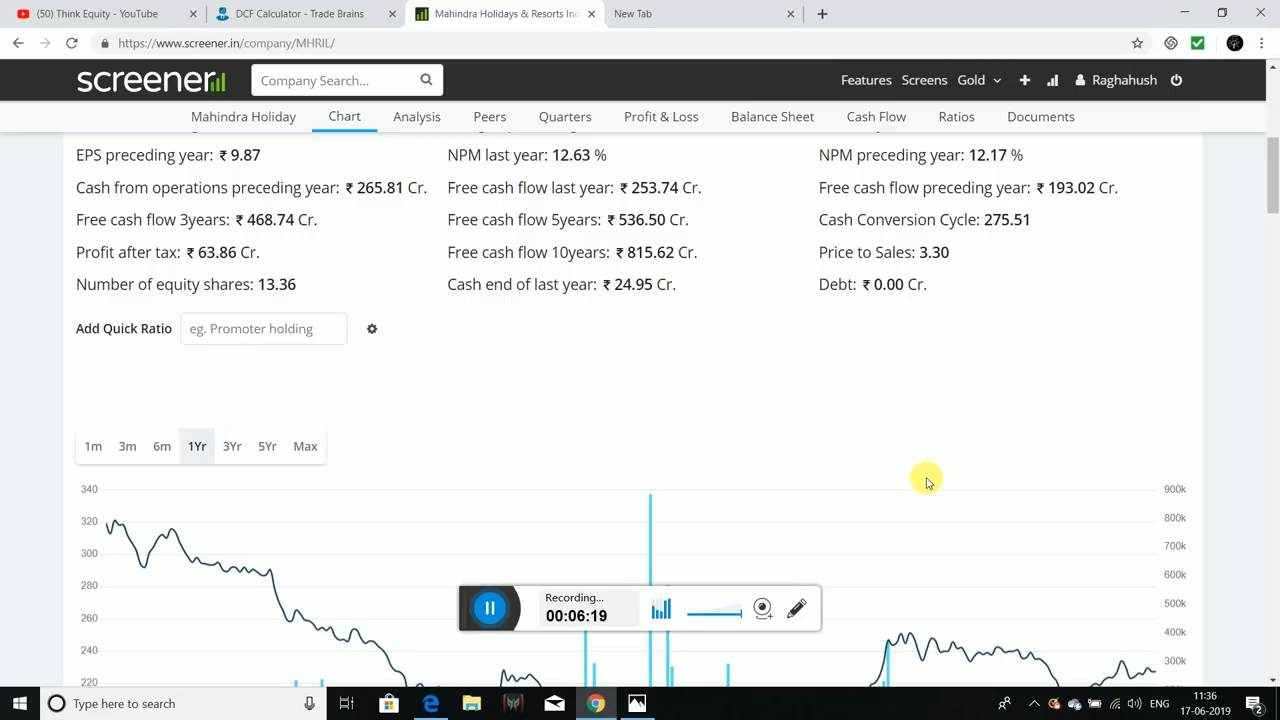 (50) Think Equity - YouTube
DCF Calculator - Trade Brains
Mahindra Holidays & Resorts Ind
New Tab
https://www.screener.in/company/MHRIL/
screener
Company Search...
Features Screens Gold Raghahush
Mahindra Holiday Chart Analysis Peers Quarters Profit & Loss Balance Sheet Cash Flow Ratios Documents
EPS preceding year: ₹ 9.87 NPM last year: 12.63 % NPM preceding year: 12.17 %
Cash from operations preceding year: ₹ 265.81 Cr. Free cash flow last year: ₹ 253.74 Cr. Free cash flow preceding year: ₹ 193.02 Cr.
Free cash flow 3years: ₹ 468.74 Cr. Free cash flow 5years: ₹ 536.50 Cr. Cash Conversion Cycle: 275.51
Profit after tax: ₹ 63.86 Cr. Free cash flow 10years: ₹ 815.62 Cr. Price to Sales: 3.30
Number of equity shares: 13.36 Cash end of last year: ₹ 24.95 Cr. Debt: ₹ 0.00 Cr.
Add Quick Ratio eg. Promoter holding
1m 3m 6m 1Yr 3Yr 5Yr Max
340 900k
320 800k
300 700k
280 600k
260 500k
240 400k
220 300k
Recording...
00:06:19
Type here to search
ENG
11:36
17-06-2019
2